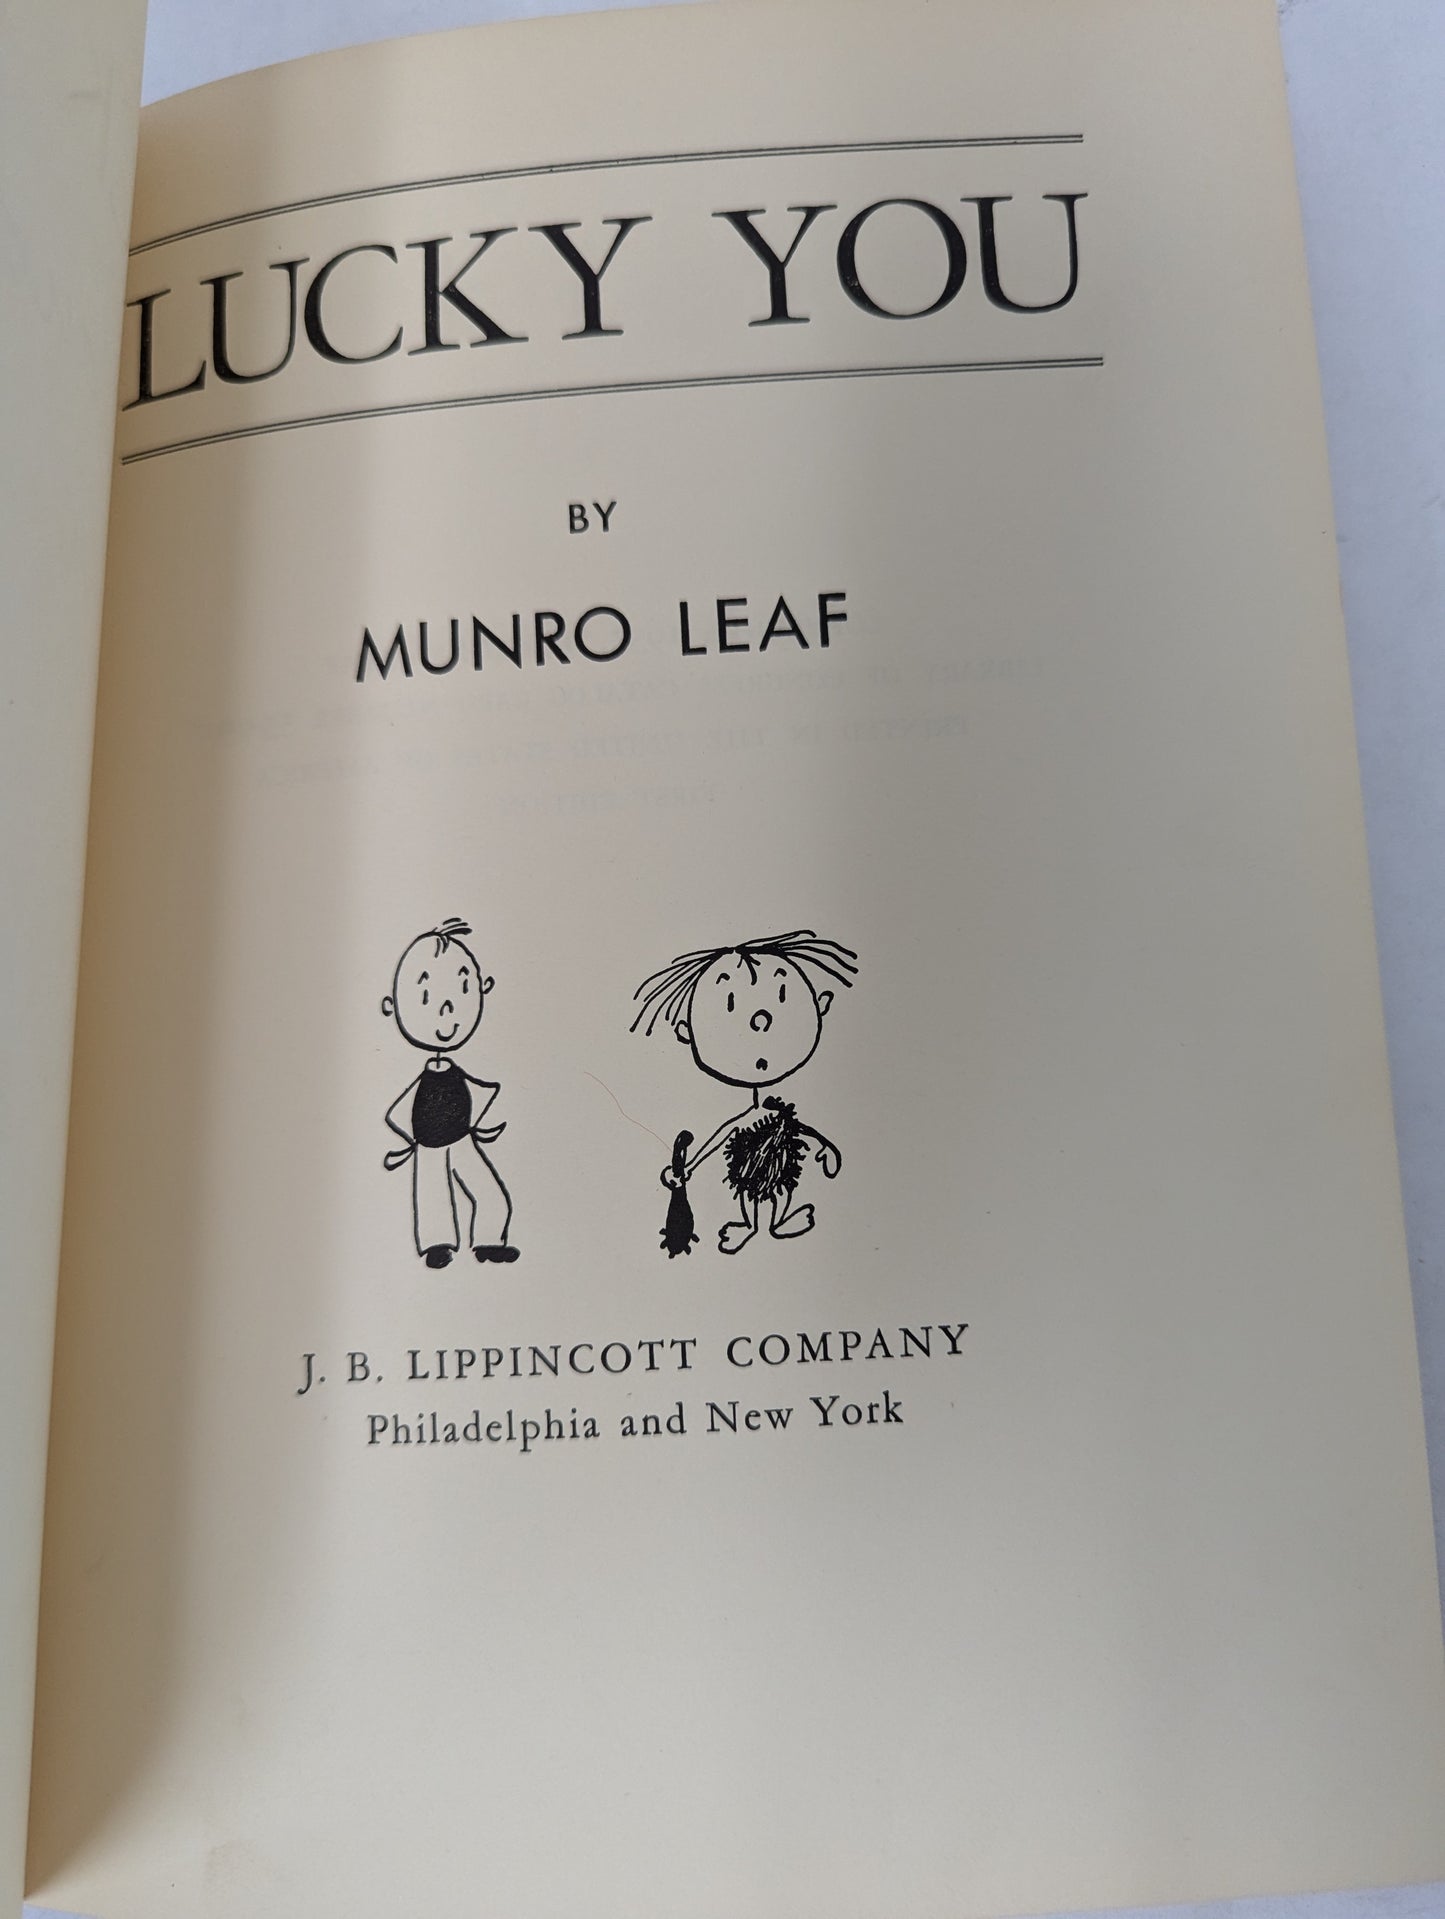 LUCKY YOU
BY
MUNRO LEAF
J. B. LIPPINCOTT COMPANY
Philadelphia and New York